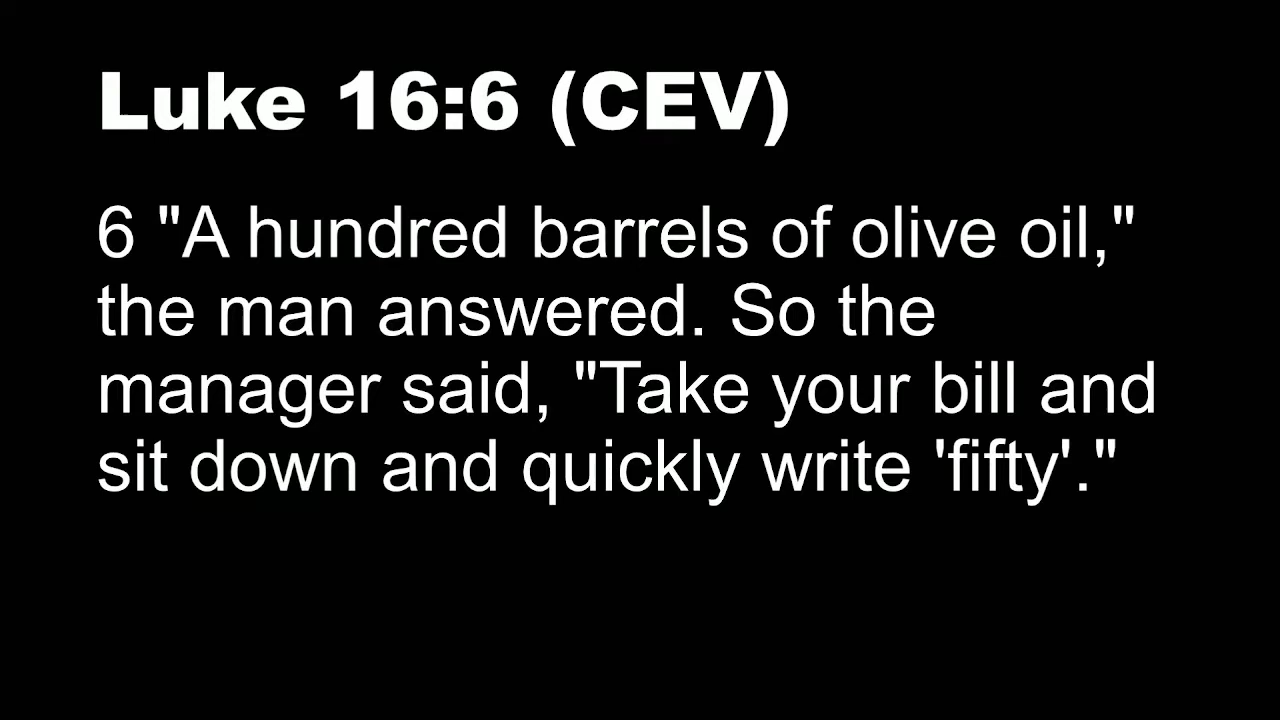 Luke 16:6 (CEV)
6 "A hundred barrels of olive oil,"
the man answered. So the
manager said, "Take your bill and
sit down and quickly write 'fifty'."